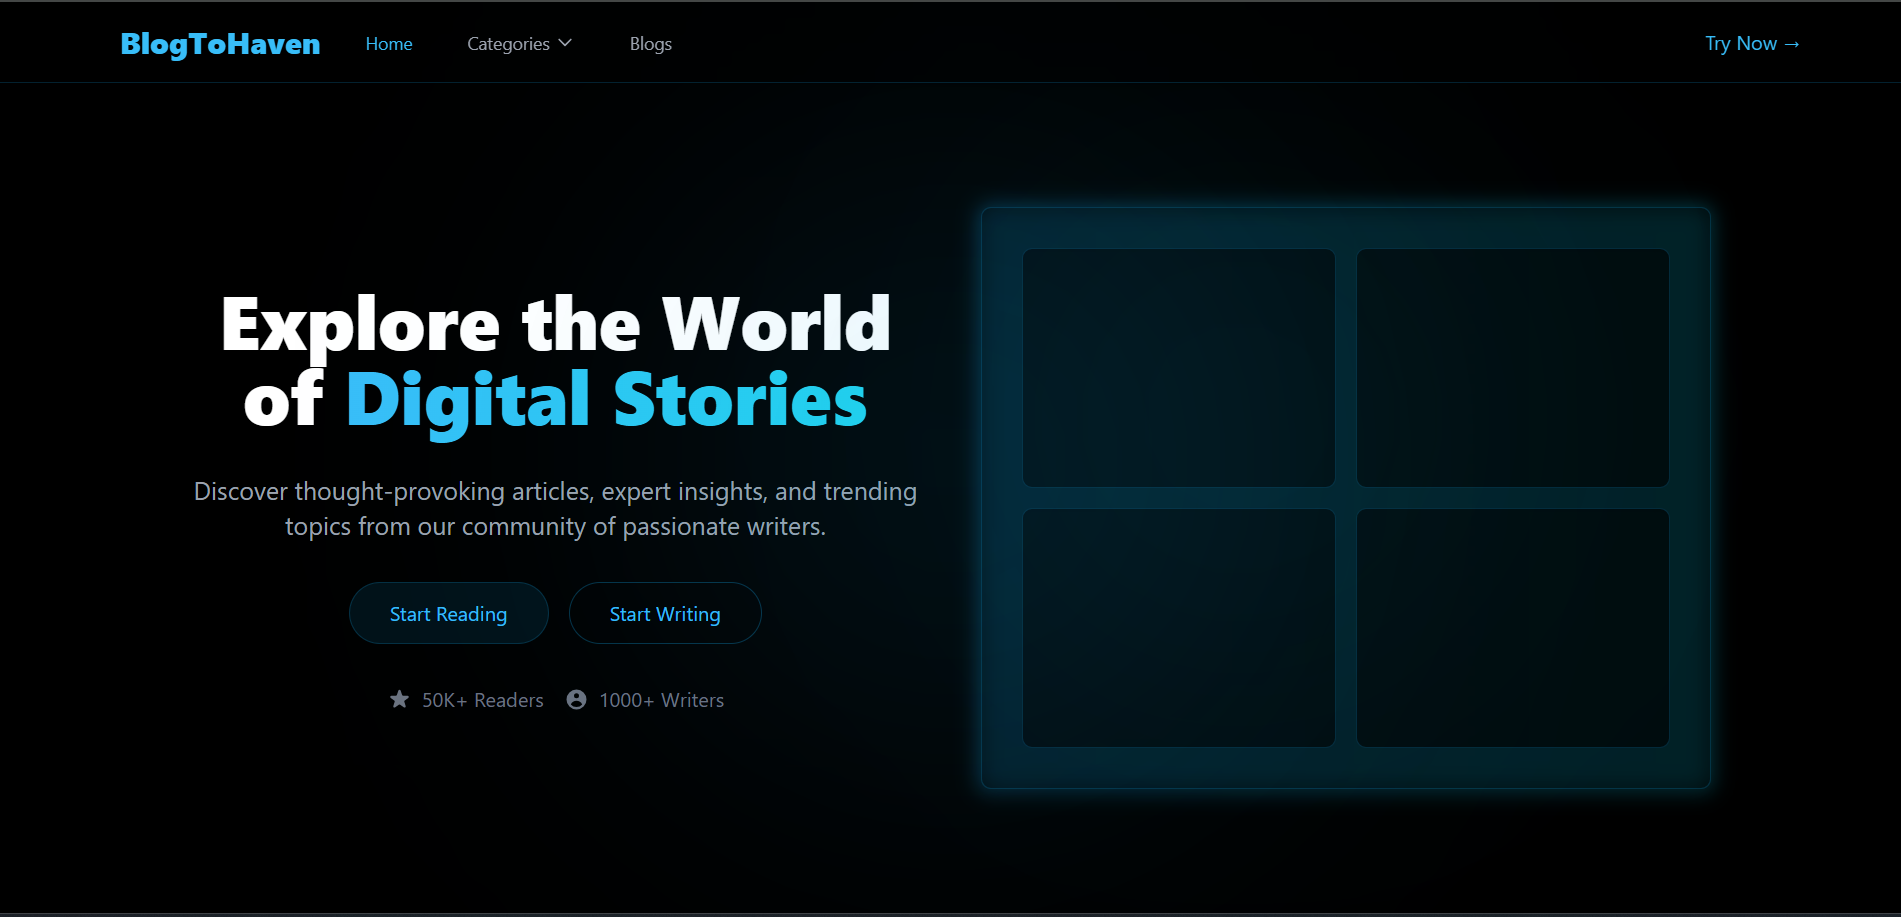 BlogToHaven
Home
Categories
Blogs
Try Now →
Explore the World
of Digital Stories
Discover thought-provoking articles, expert insights, and trending
topics from our community of passionate writers.
Start Reading
Start Writing
50K+ Readers
1000+ Writers